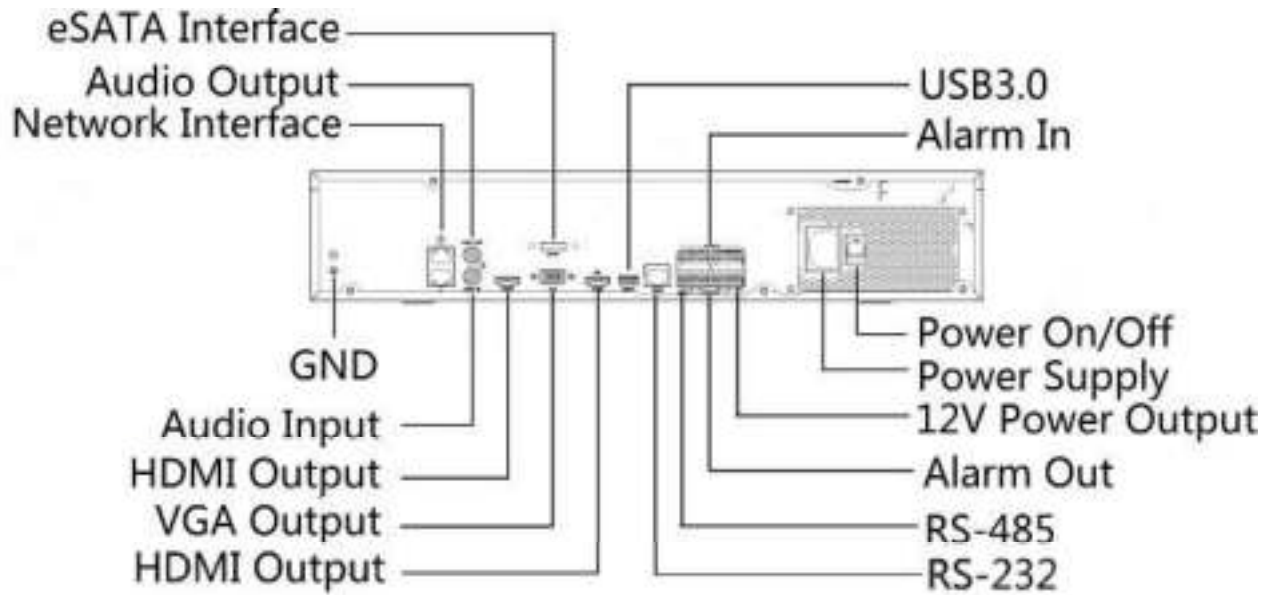 eSATA Interface
Audio Output
Network Interface
USB3.0
Alarm In
GND
Audio Input
HDMI Output
VGA Output
HDMI Output
Power On/Off
Power Supply
12V Power Output
Alarm Out
RS-485
RS-232